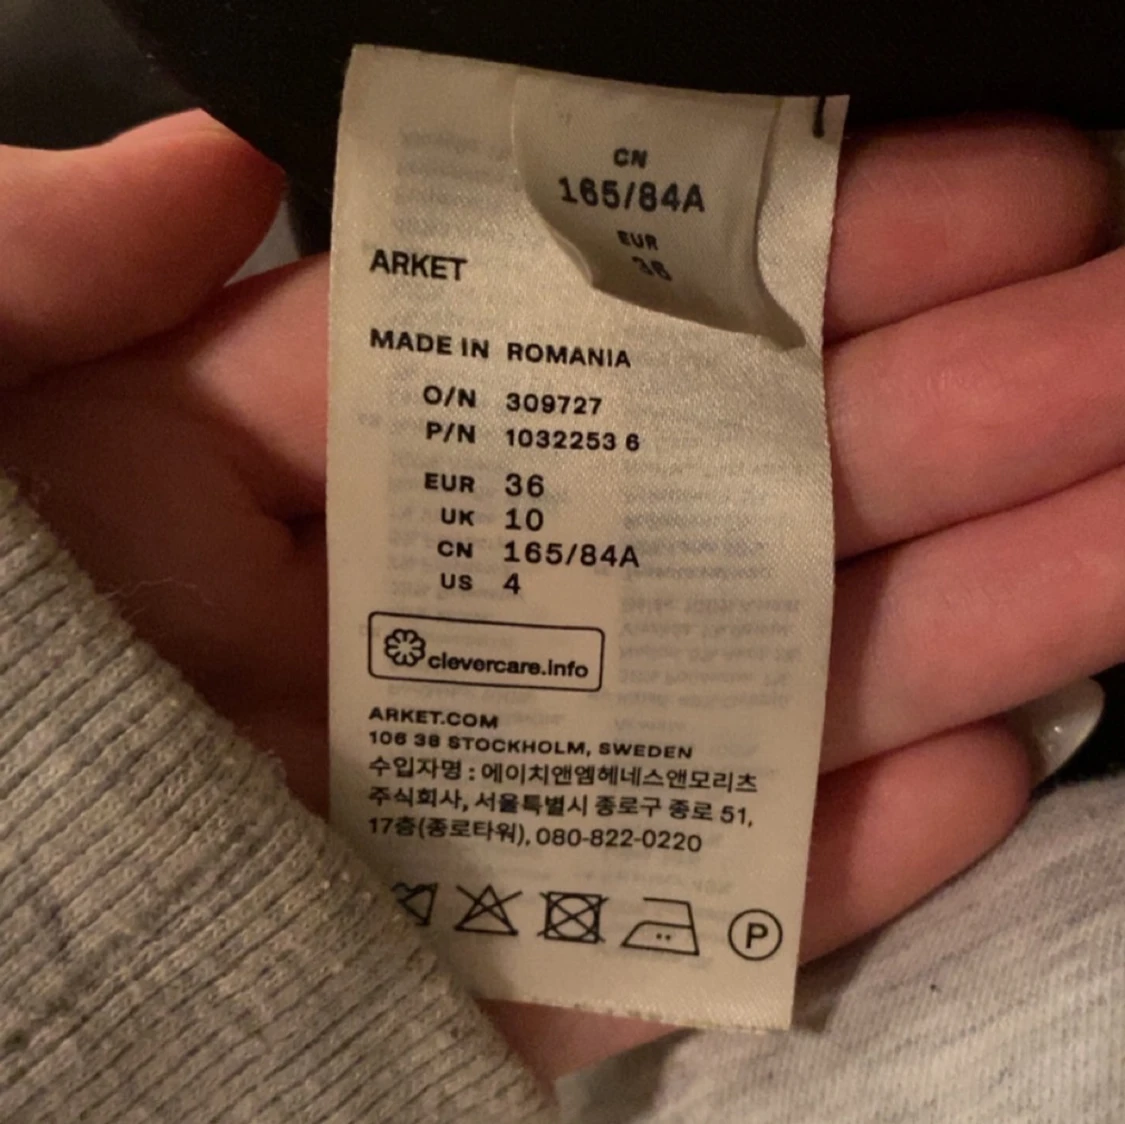 CN
165/84A
EUR
36
ARKET
MADE IN ROMANIA
O/N 309727
P/N 1032253 6
EUR 36
UK 10
CN 165/84A
US 4
clevercare.info
ARKET.COM
106 38 STOCKHOLM, SWEDEN
수입자명 : 에이치앤엠헤네스앤모리츠
주식회사, 서울특별시 종로구 종로 51,
17층(종로타워), 080-822-0220
P